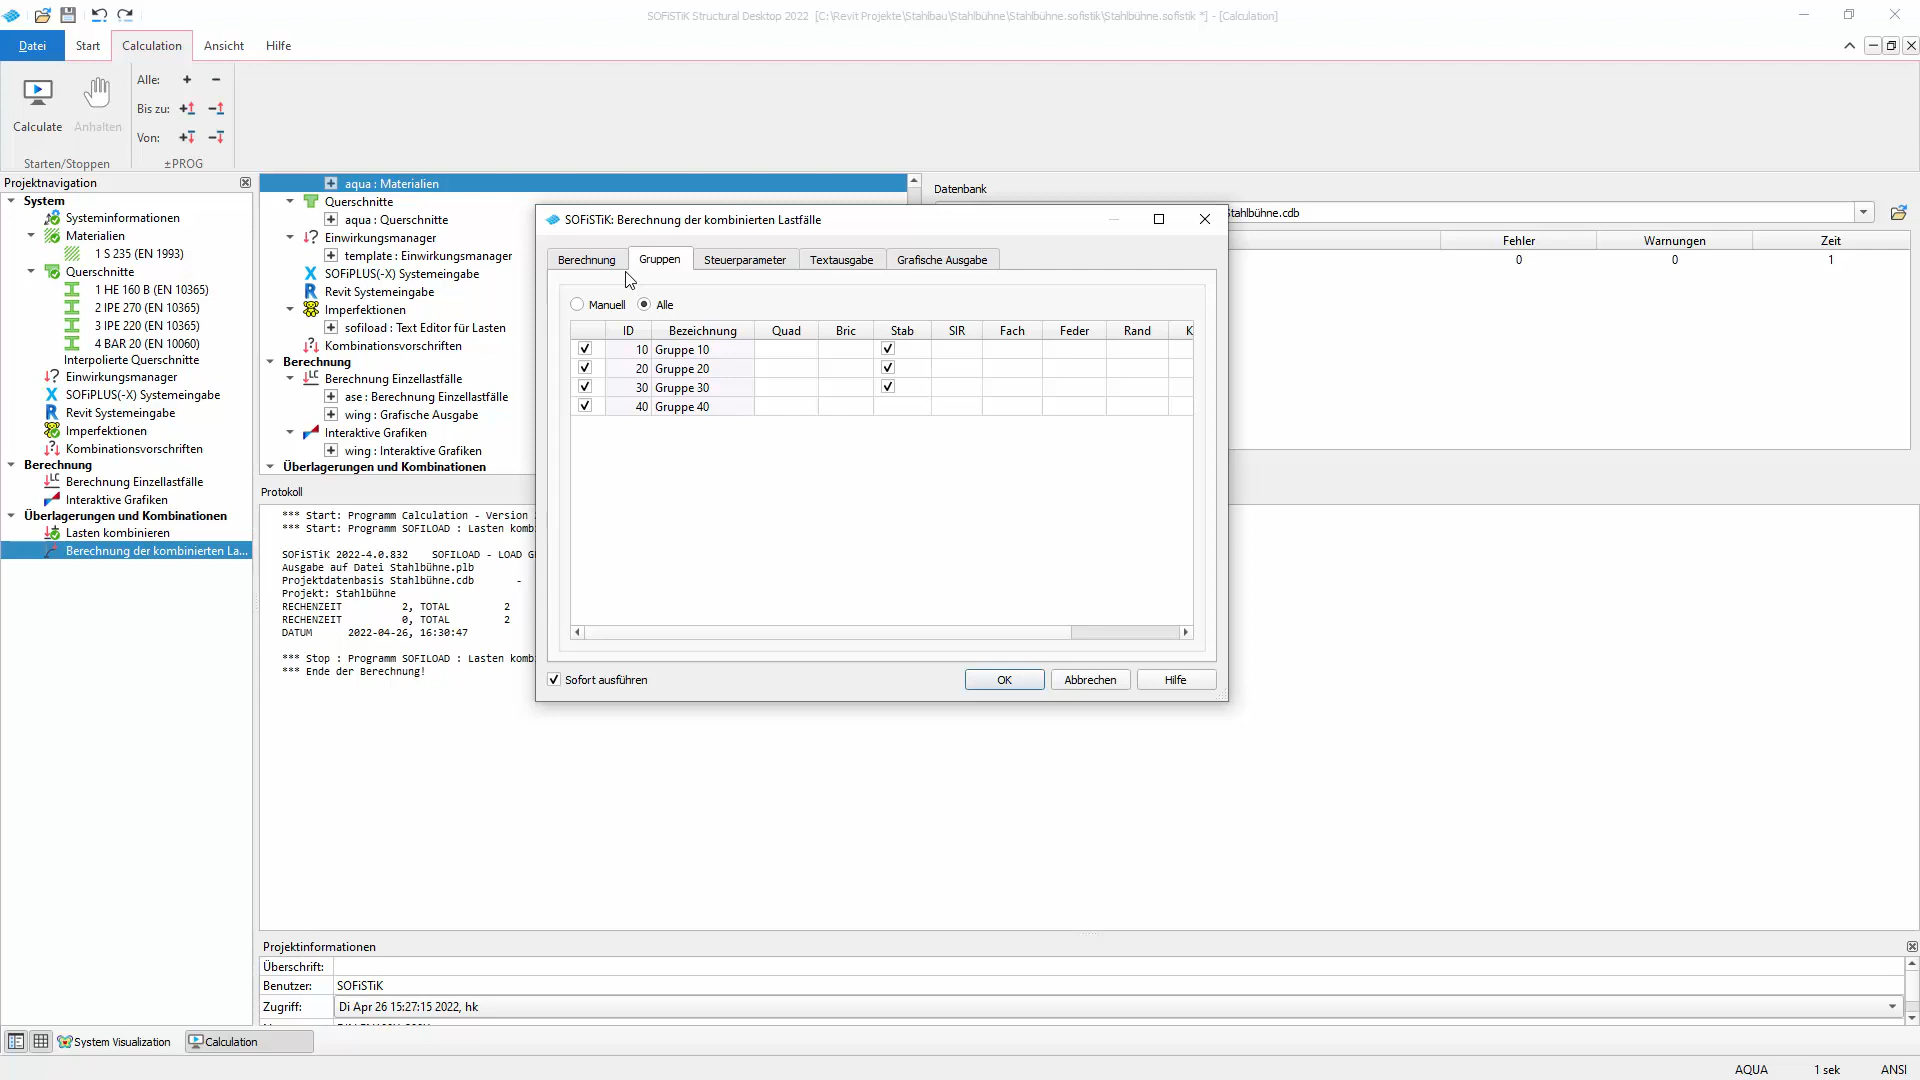 SOFiSTiK Structural Desktop 2022 [C:\Revit Projekte\Stahlbau\Stahlbühne\Stahlbühne.sofistik\Stahlbühne.sofistik *] - [Calculation]
Datei Start Calculation Ansicht Hilfe
Calculate
Anhalten
Starten/Stoppen
Alle:
Bis zu:
Von:
±PROG
Projektnavigation
System
Systeminformationen
Materialien
1 S 235 (EN 1993)
Querschnitte
1 HE 160 B (EN 10365)
2 IPE 270 (EN 10365)
3 IPE 220 (EN 10365)
4 BAR 20 (EN 10060)
Interpolierte Querschnitte
Einwirkungsmanager
SOFiPLUS(-X) Systemeingabe
Revit Systemeingabe
Imperfektionen
Kombinationsvorschriften
Berechnung
Berechnung Einzellastfälle
Interaktive Grafiken
Überlagerungen und Kombinationen
Lasten kombinieren
Berechnung der kombinierten La...
aqua : Materialien
Querschnitte
aqua : Querschnitte
Einwirkungsmanager
template : Einwirkungsmanager
SOFiPLUS(-X) Systemeingabe
Revit Systemeingabe
Imperfektionen
sofiload : Text Editor für Lasten
Kombinationsvorschriften
Berechnung
Berechnung Einzellastfälle
ase : Berechnung Einzellastfälle
wing : Grafische Ausgabe
Interaktive Grafiken
wing : Interaktive Grafiken
Überlagerungen und Kombinationen
Datenbank
Stahlbühne.cdb
Fehler Warnungen Zeit
0 0 1
SOFiSTiK: Berechnung der kombinierten Lastfälle
Berechnung Gruppen Steuerparameter Textausgabe Grafische Ausgabe
Manuell Alle
ID Bezeichnung Quad Bric Stab SIR Fach Feder Rand K
10 Gruppe 10
20 Gruppe 20
30 Gruppe 30
40 Gruppe 40
Sofort ausführen
OK Abbrechen Hilfe
Protokoll
*** Start: Programm Calculation - Version
*** Start: Programm SOFILOAD : Lasten komb
SOFiSTiK 2022-4.0.832 SOFILOAD - LOAD G
Ausgabe auf Datei Stahlbühne.plb
Projektdatenbasis Stahlbühne.cdb -
Projekt: Stahlbühne
RECHENZEIT 2, TOTAL 2
RECHENZEIT 0, TOTAL 2
DATUM 2022-04-26, 16:30:47
*** Stop : Programm SOFILOAD : Lasten komb
*** Ende der Berechnung!
Projektinformationen
Überschrift:
Benutzer: SOFiSTiK
Zugriff: Di Apr 26 15:27:15 2022, hk
System Visualization Calculation
AQUA 1 sek ANSI